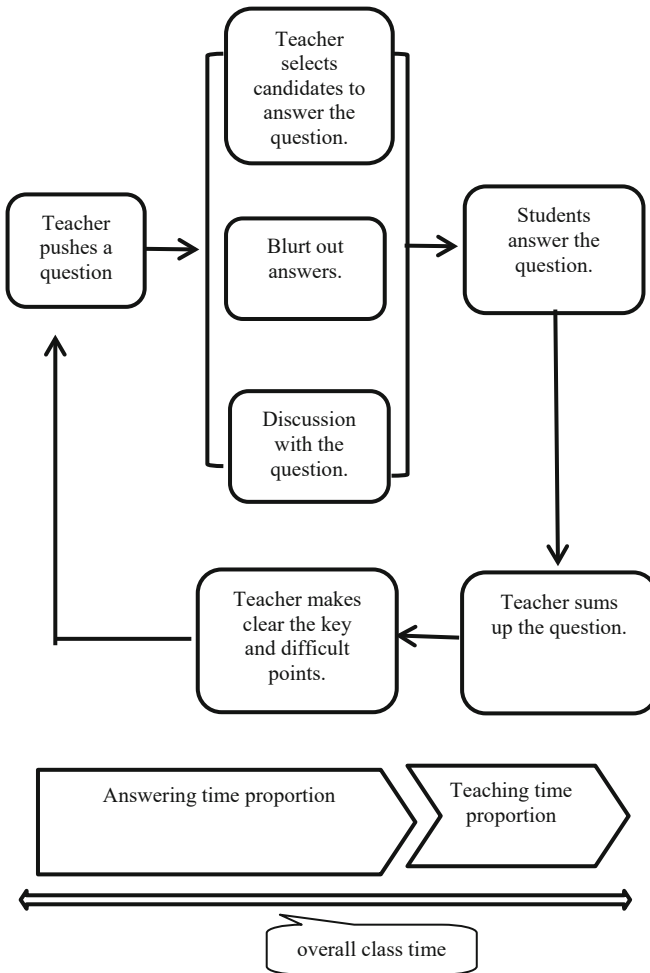 Teacher
selects
candidates to
answer the
question.
Teacher
pushes a
question
Blurt out
answers.
Students
answer the
question.
Discussion
with the
question.
Teacher makes
clear the key
and difficult
points.
Teacher sums
up the question.
Answering time proportion
Teaching time
proportion
overall class time